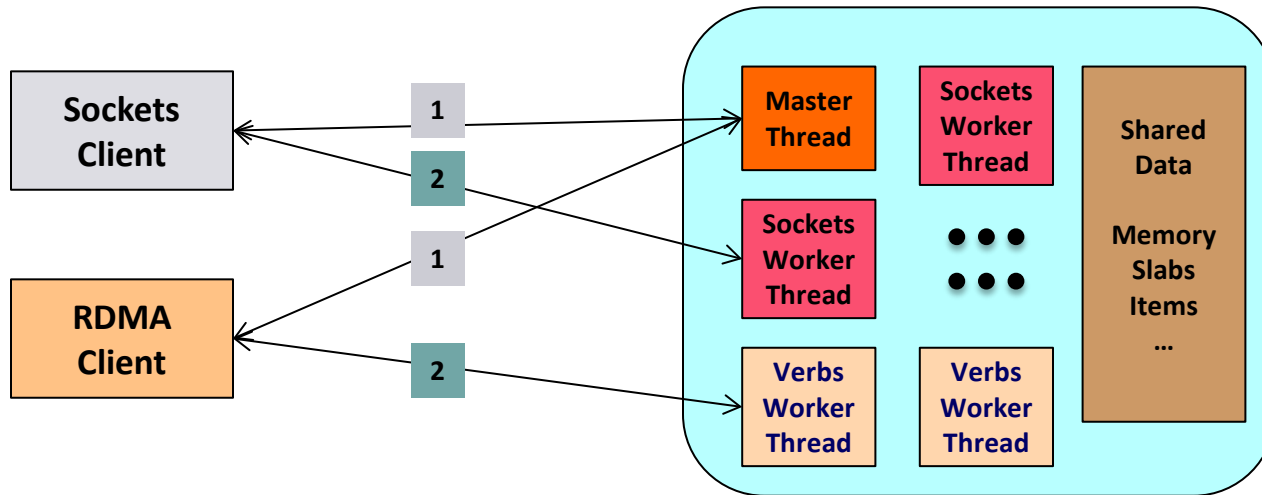 Sockets
Client
1
2
1
RDMA
Client
2
Master
Thread
Sockets
Worker
Thread
Sockets
Worker
Thread
Verbs
Worker
Thread
Verbs
Worker
Thread
Shared
Data
Memory
Slabs
Items
…